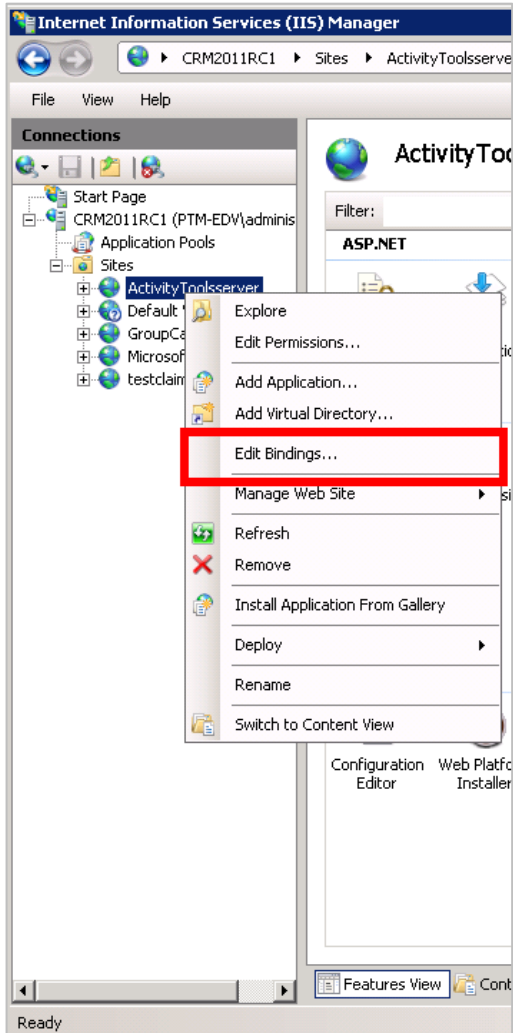 Internet Information Services (IIS) Manager
CRM2011RC1 Sites ActivityToolsserve
File View Help
Connections
Start Page
CRM2011RC1 (PTM-EDV\adminis
Application Pools
Sites
ActivityToolsserver
Default
GroupCa
Microsof
testclaim
ActivityToo
Filter:
ASP.NET
Explore
Edit Permissions...
Add Application...
Add Virtual Directory...
Edit Bindings...
Manage Web Site
Refresh
Remove
Install Application From Gallery
Deploy
Rename
Switch to Content View
Configuration Editor
Web Platfo
Installer
Features View Cont
Ready